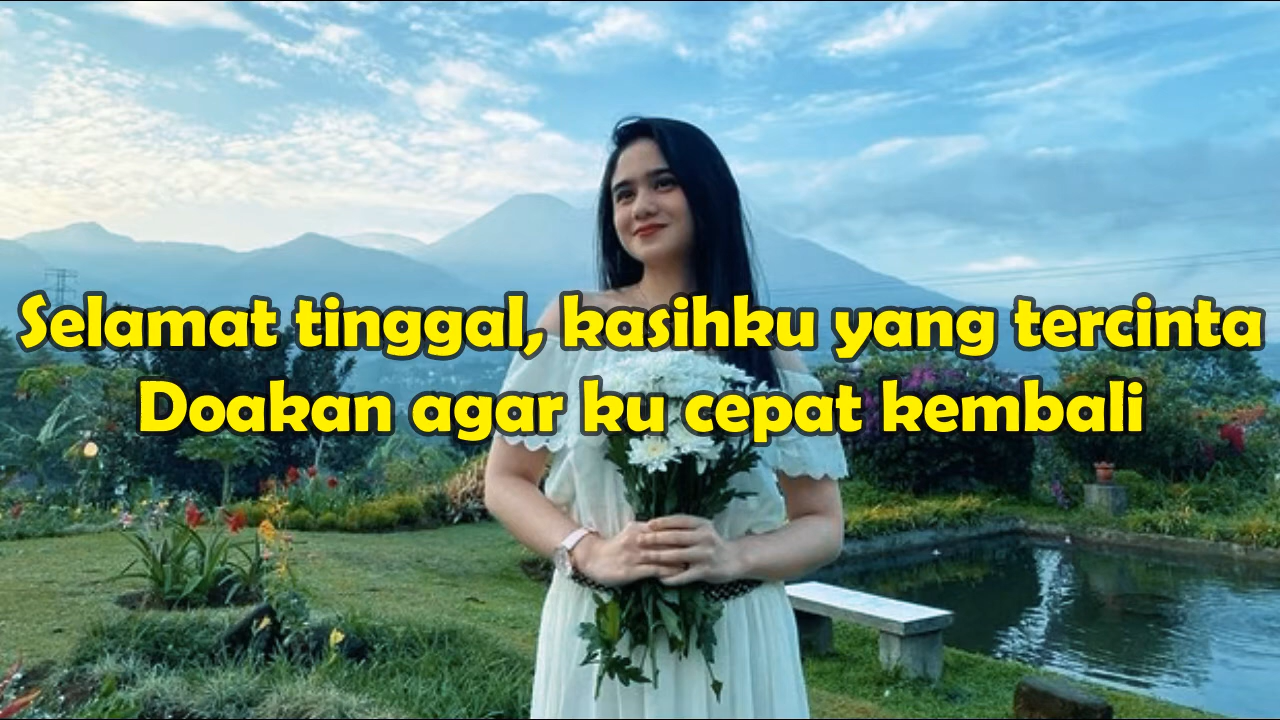 Selamat tinggal, kasihku yang tercinta
Doakan agar ku cepat kembali